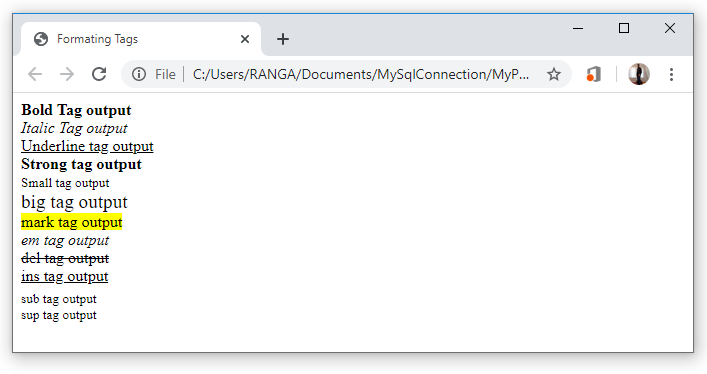 Formating Tags
File
C:/Users/RANGA/Documents/MySqlConnection/MyP...
Bold Tag output
Italic Tag output
Underline tag output
Strong tag output
Small tag output
big tag output
mark tag output
em tag output
del tag output
ins tag output
sub tag output
sup tag output